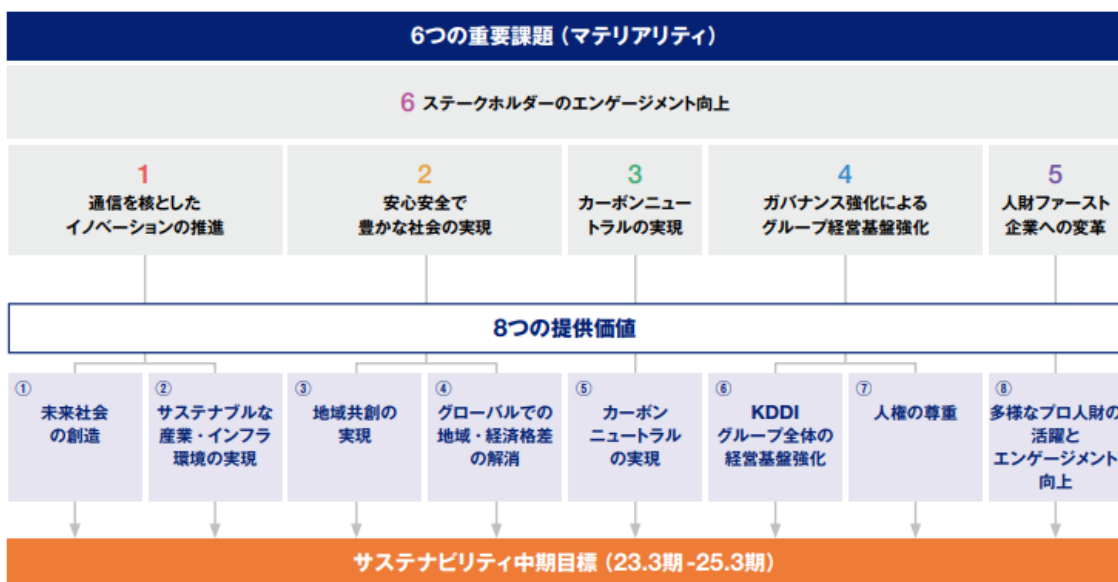 6つの重要課題（マテリアリティ）
6 ステークホルダーのエンゲージメント向上
1
通信を核とした
イノベーションの推進
2
安心安全で
豊かな社会の実現
3
カーボンニュー
トラルの実現
4
ガバナンス強化による
グループ経営基盤強化
5
人財ファースト
企業への変革
8つの提供価値
①
未来社会
の創造
②
サステナブルな
産業・インフラ
環境の実現
③
地域共創の
実現
④
グローバルでの
地域・経済格差
の解消
⑤
カーボン
ニュートラル
の実現
⑥
KDDI
グループ全体の
経営基盤強化
⑦
人権の尊重
⑧
多様なプロ人財の
活躍と
エンゲージメント
向上
サステナビリティ中期目標（23.3期-25.3期）